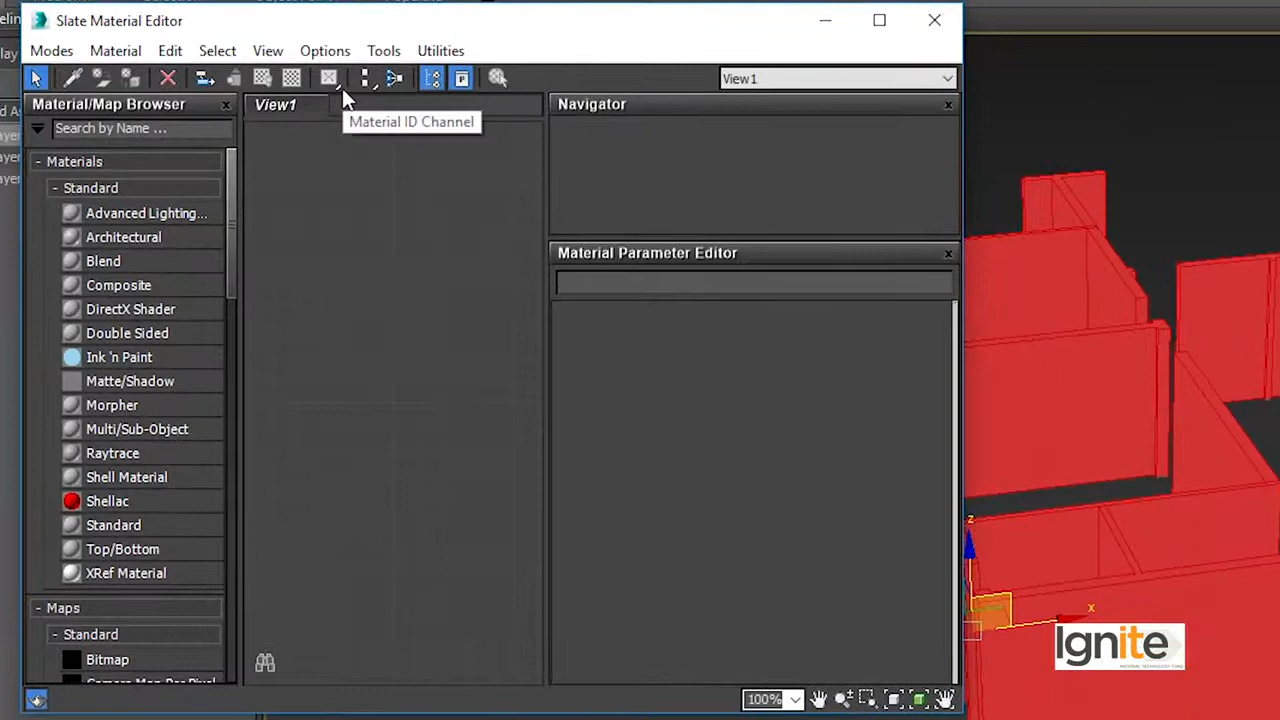 Slate Material Editor
Modes Material Edit Select View Options Tools Utilities
View1
Material/Map Browser
View1
Navigator
Material ID Channel
Search by Name ...
- Materials
- Standard
Advanced Lighting...
Architectural
Blend
Composite
DirectX Shader
Double Sided
Ink 'n Paint
Matte/Shadow
Morpher
Multi/Sub-Object
Raytrace
Shell Material
Shellac
Standard
Top/Bottom
XRef Material
- Maps
- Standard
Bitmap
Material Parameter Editor
100%
z
x
Ignite